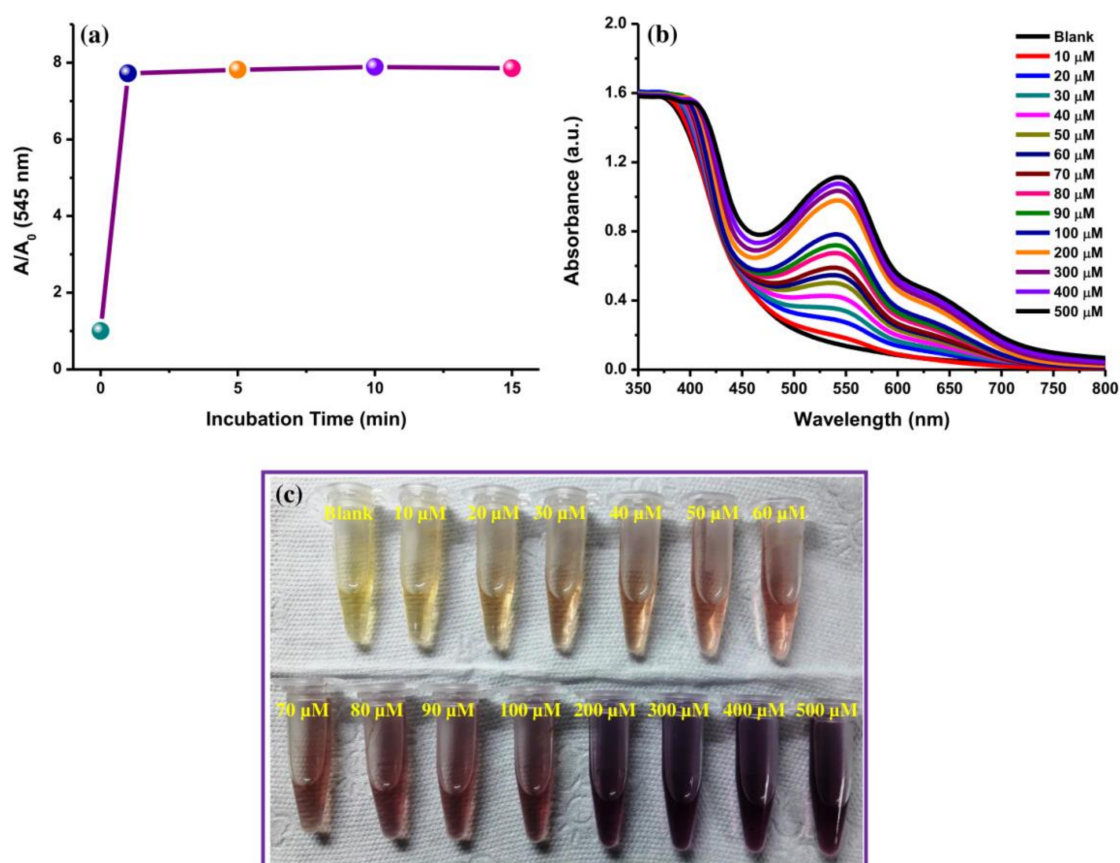 (a)
A/A₀ (545 nm)
8
6
4
2
0
0 5 10 15
Incubation Time (min)
(b)
Absorbance (a.u.)
2.0
1.6
1.2
0.8
0.4
0.0
350 400 450 500 550 600 650 700 750 800
Wavelength (nm)
Blank
10 μM
20 μM
30 μM
40 μM
50 μM
60 μM
70 μM
80 μM
90 μM
100 μM
200 μM
300 μM
400 μM
500 μM
(c)
Blank 10 μM 20 μM 30 μM 40 μM 50 μM 60 μM
70 μM 80 μM 90 μM 100 μM 200 μM 300 μM 400 μM 500 μM